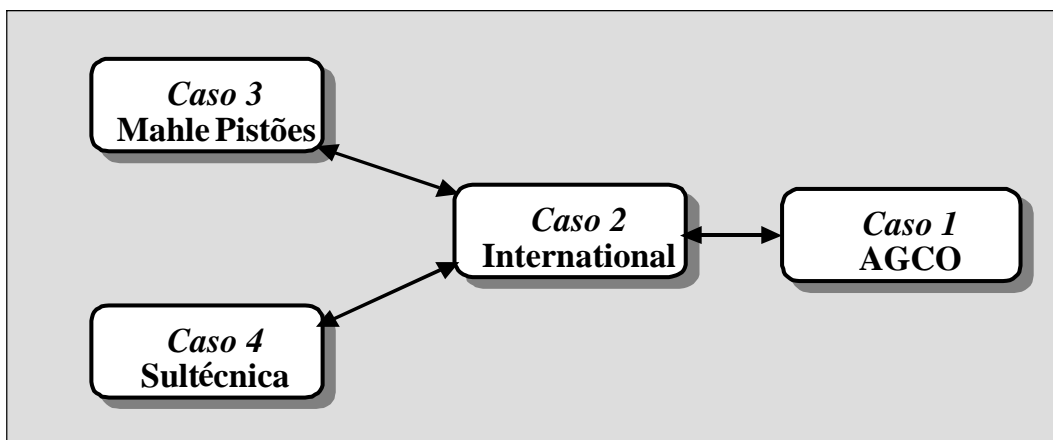 Caso 3
Mahle Pistões
Caso 2
International
Caso 1
AGCO
Caso 4
Sultécnica